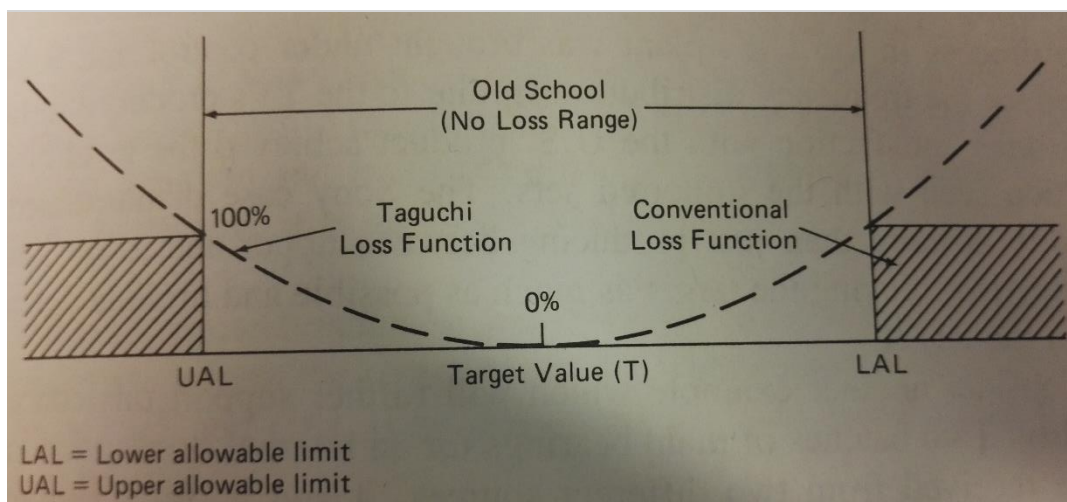 Old School
(No Loss Range)
100%
Taguchi
Loss Function
Conventional
Loss Function
0%
UAL
Target Value (T)
LAL
LAL = Lower allowable limit
UAL = Upper allowable limit